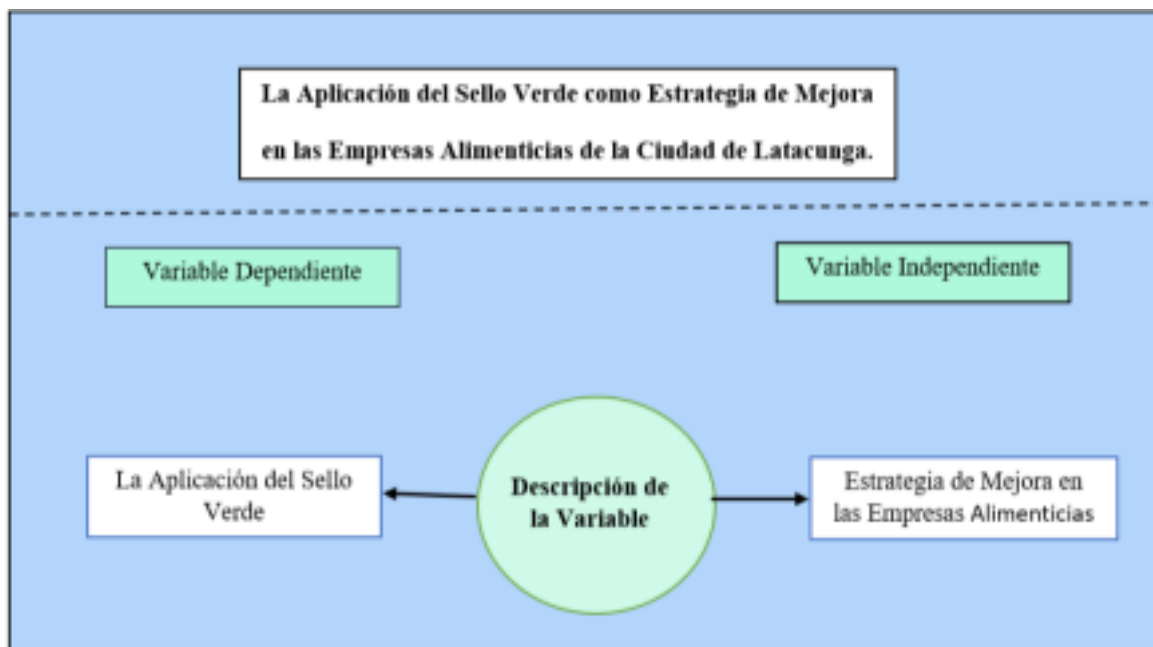 La Aplicación del Sello Verde como Estrategia de Mejora
en las Empresas Alimenticias de la Ciudad de Latacunga.
Variable Dependiente
Variable Independiente
La Aplicación del Sello
Verde
Descripción de
la Variable
Estrategia de Mejora en
las Empresas Alimenticias